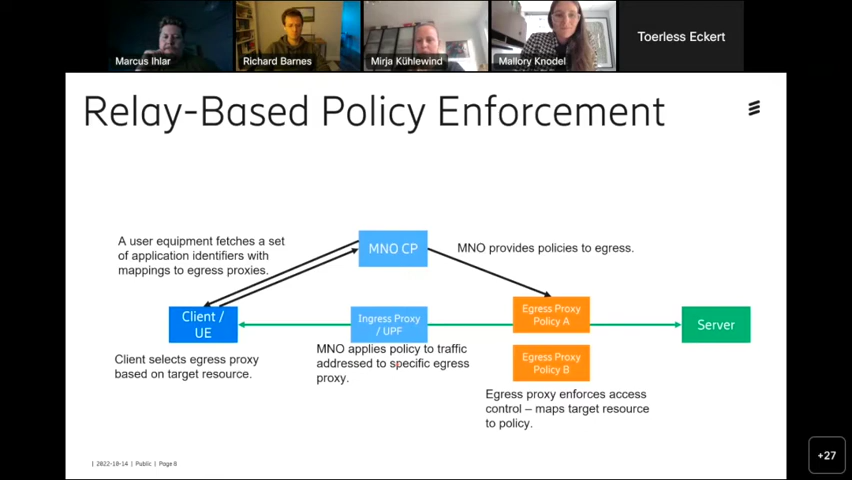 Marcus Ihlar
Richard Barnes
Mirja Kühlewind
Mallory Knodel
Toerless Eckert
Relay-Based Policy Enforcement
A user equipment fetches a set
of application identifiers with
mappings to egress proxies.
MNO CP
MNO provides policies to egress.
Client /
UE
Ingress Proxy
/ UPF
Egress Proxy
Policy A
Server
Client selects egress proxy
based on target resource.
MNO applies policy to traffic
addressed to specific egress
proxy.
Egress Proxy
Policy B
Egress proxy enforces access
control – maps target resource
to policy.
| 2022-10-14 | Public | Page 8
+27